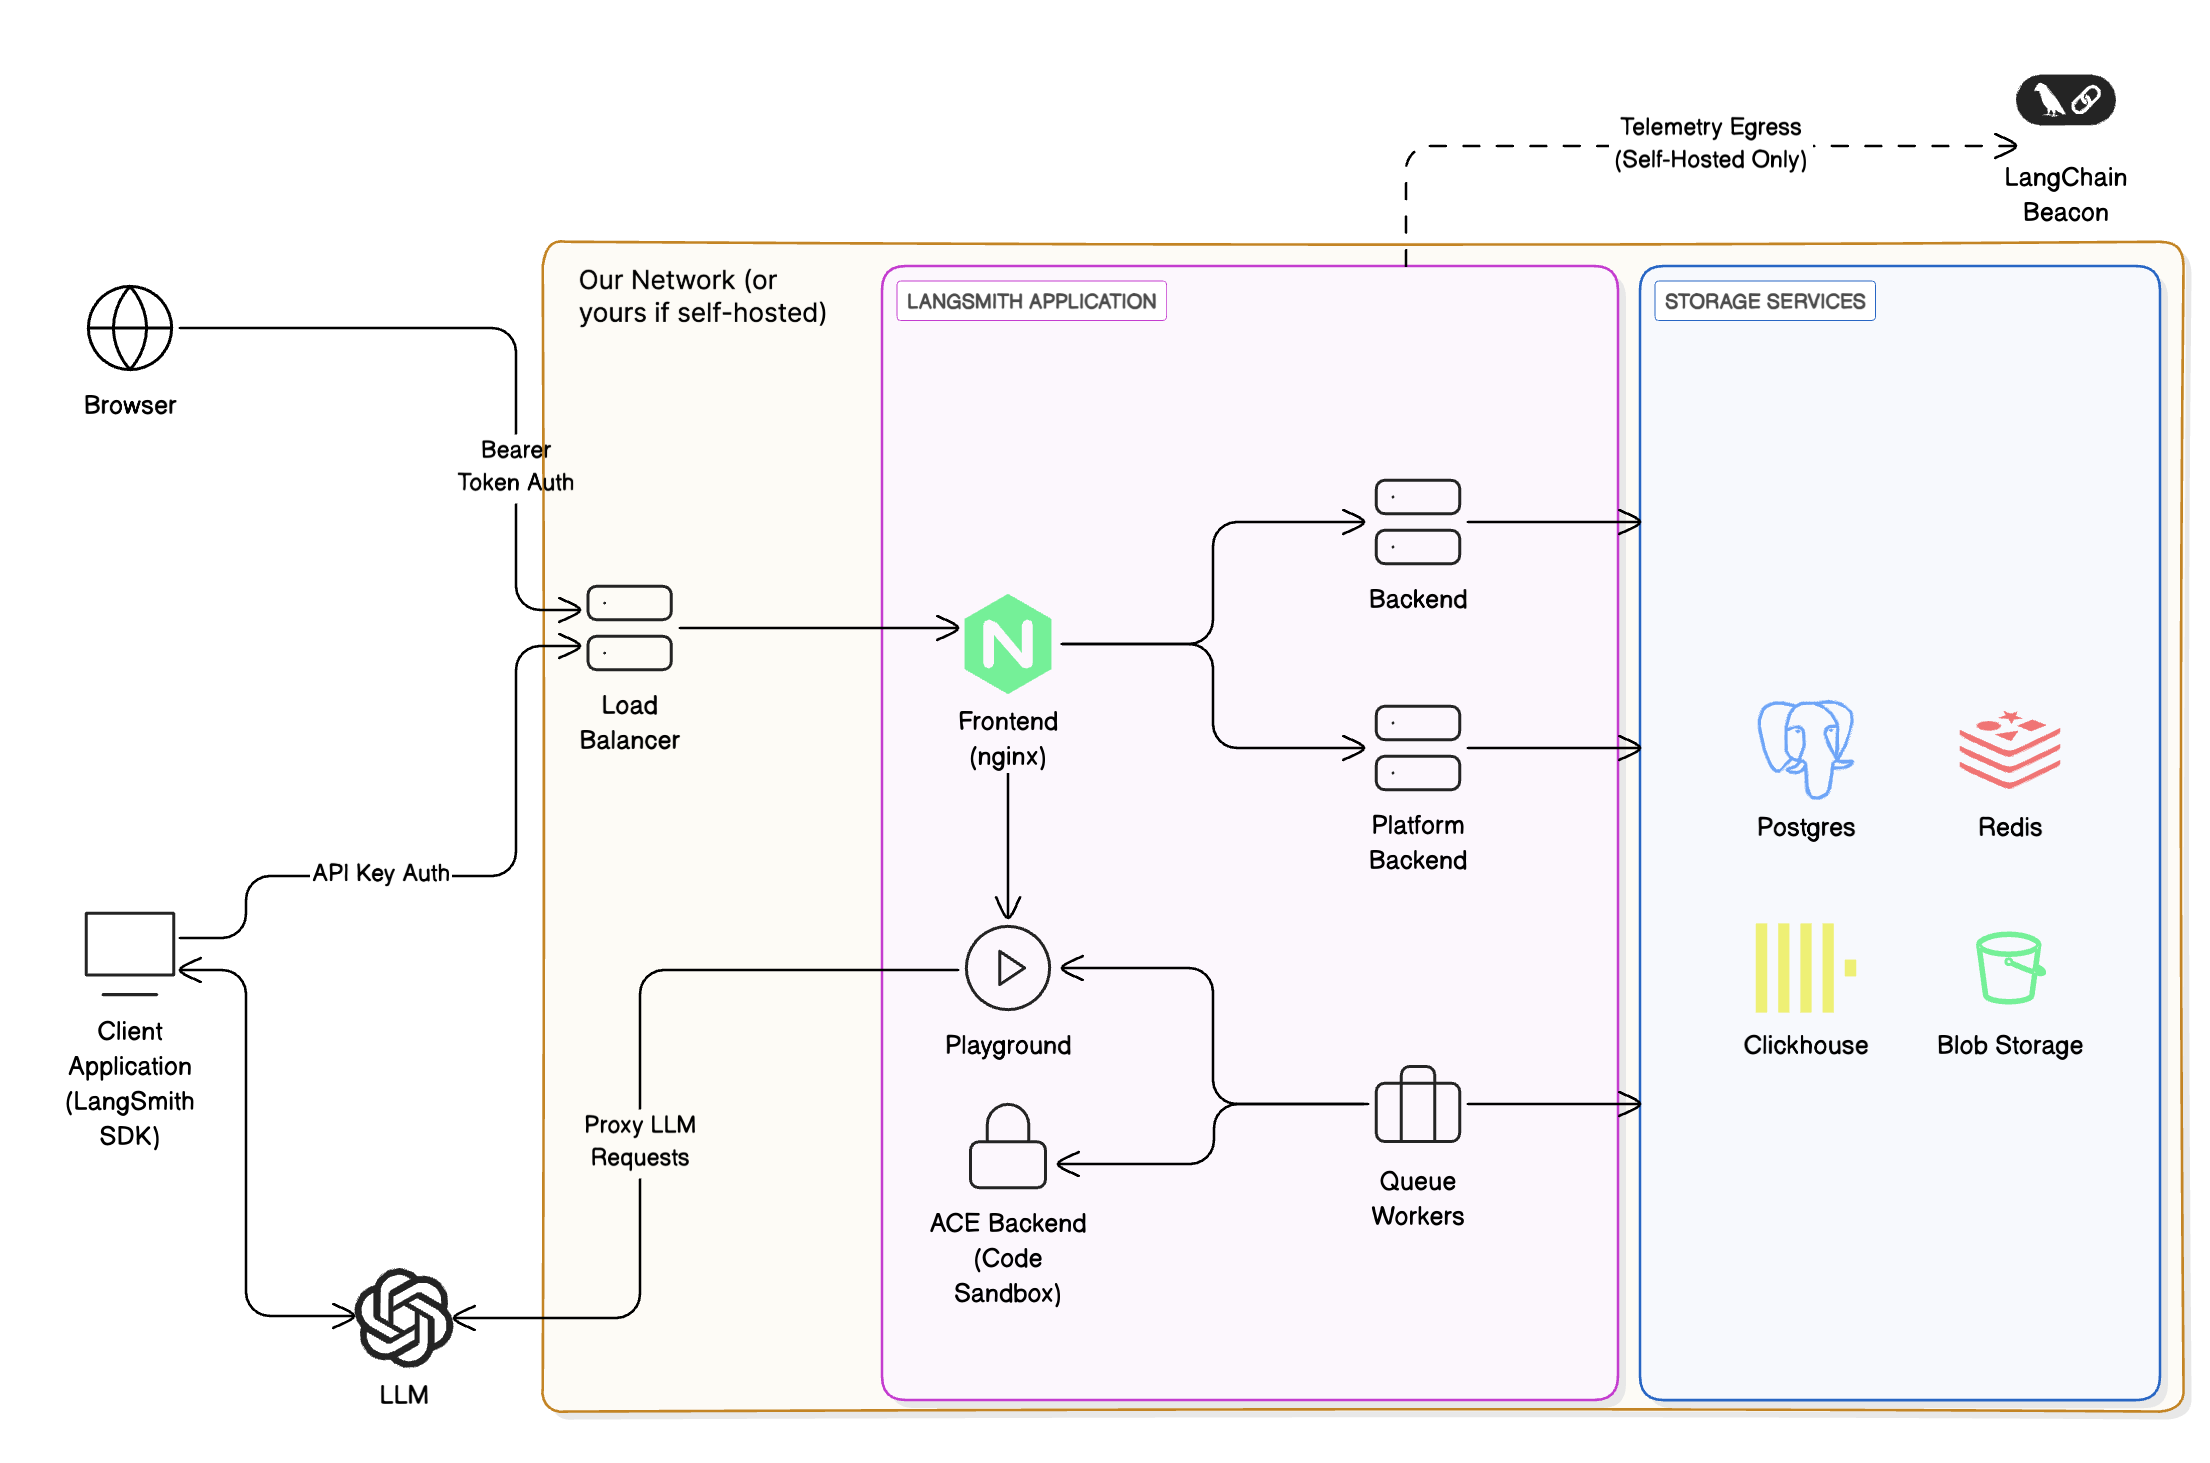 Telemetry Egress
(Self-Hosted Only)
LangChain
Beacon
Our Network (or
yours if self-hosted)
LANGSMITH APPLICATION
STORAGE SERVICES
Browser
Bearer
Token Auth
Backend
Load
Balancer
Frontend
(nginx)
Platform
Backend
Postgres
Redis
API Key Auth
Client
Application
(LangSmith
SDK)
Playground
Clickhouse
Blob Storage
Proxy LLM
Requests
Queue
Workers
ACE Backend
(Code
Sandbox)
LLM